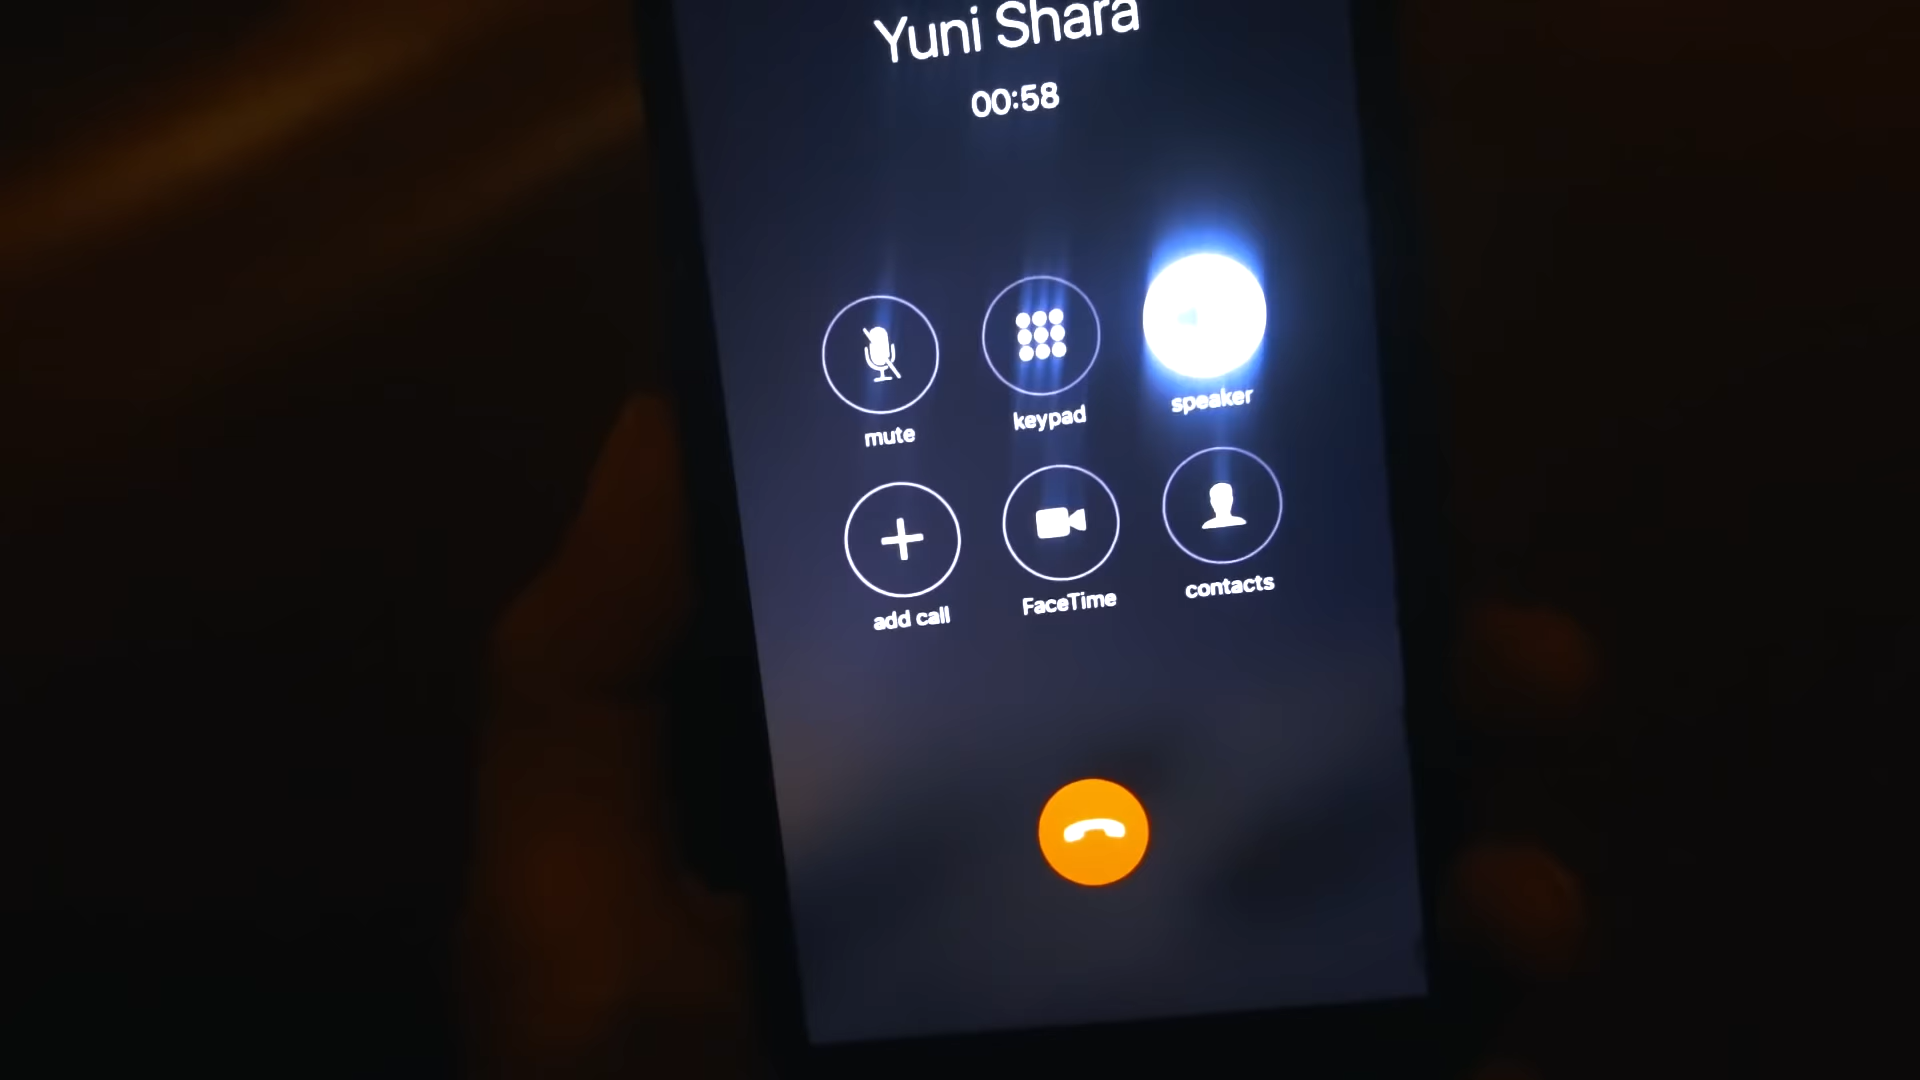 Yuni Shara
00:58
mute
keypad
speaker
add call
FaceTime
contacts